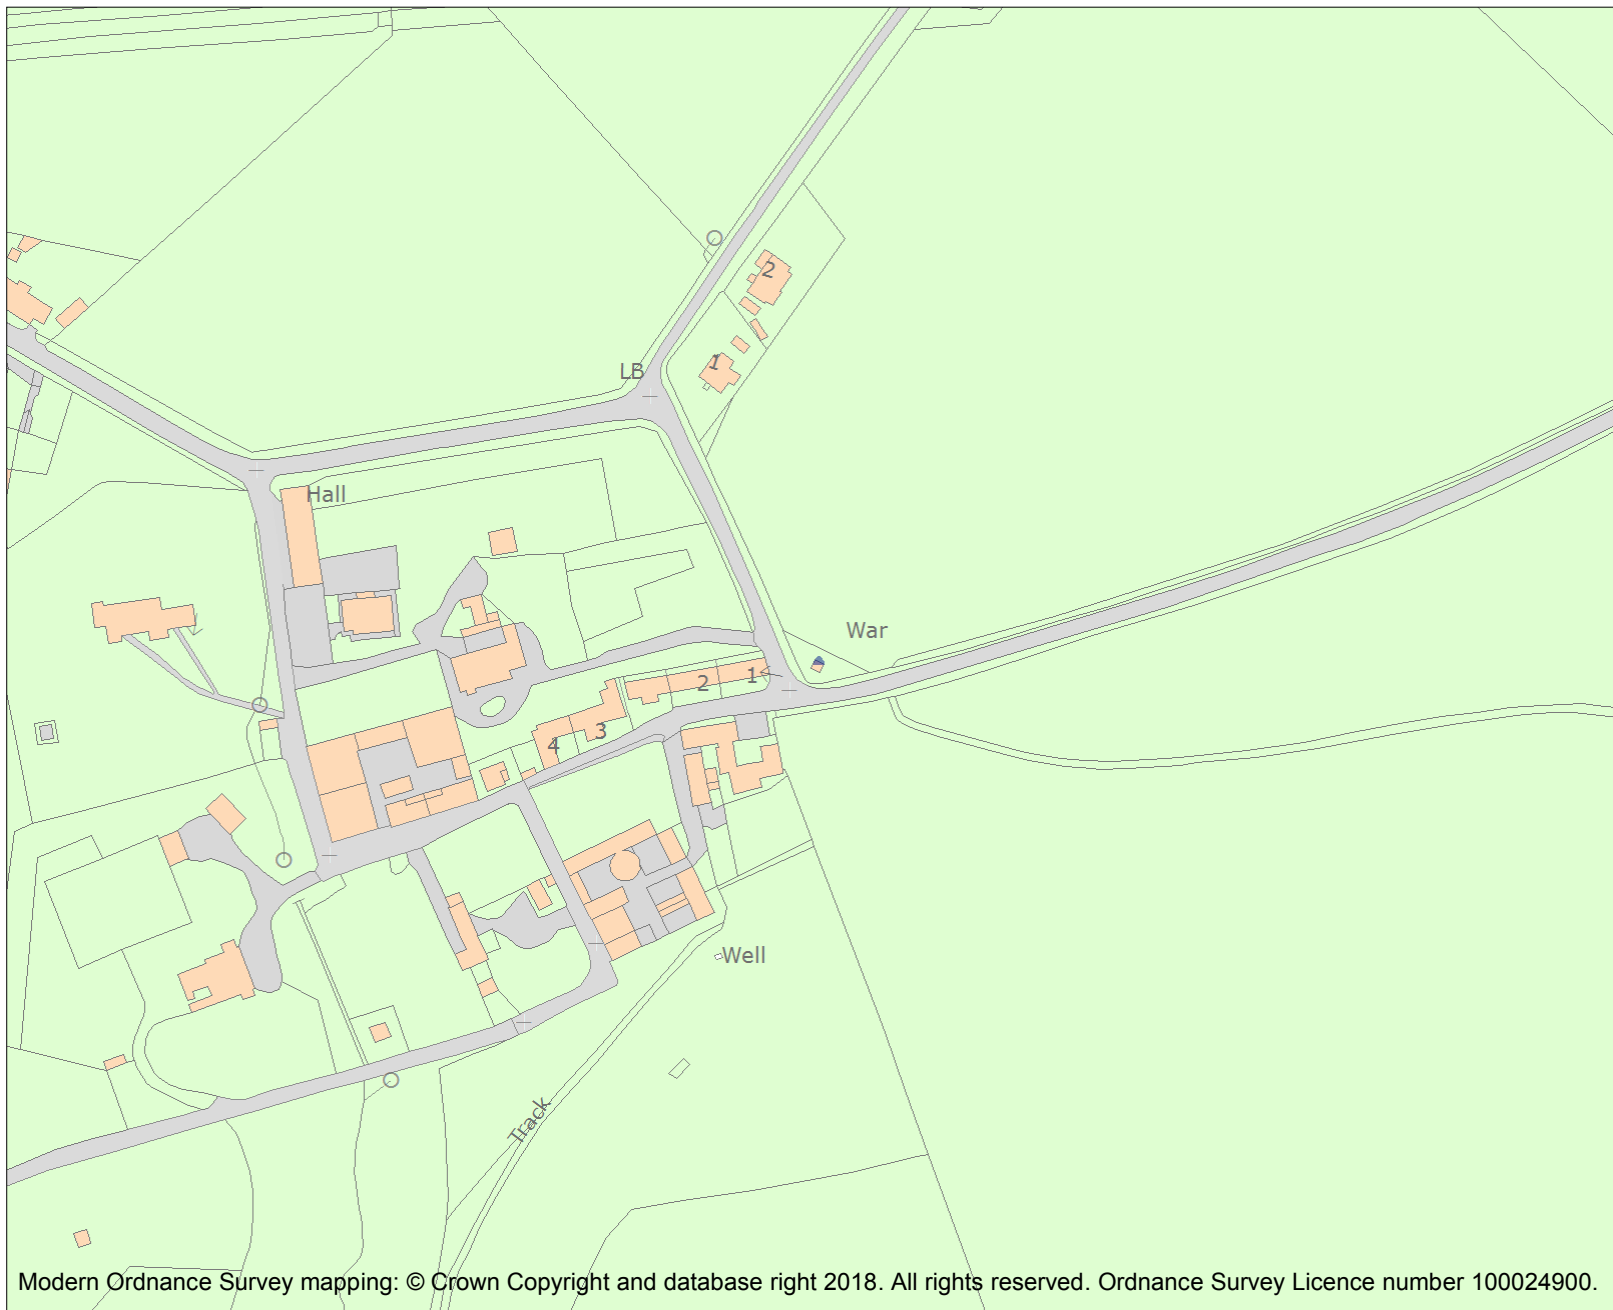 2
1
LB
Hall
War
1
2
3
4
Well
Track
Modern Ordnance Survey mapping: © Crown Copyright and database right 2018. All rights reserved. Ordnance Survey Licence number 100024900.